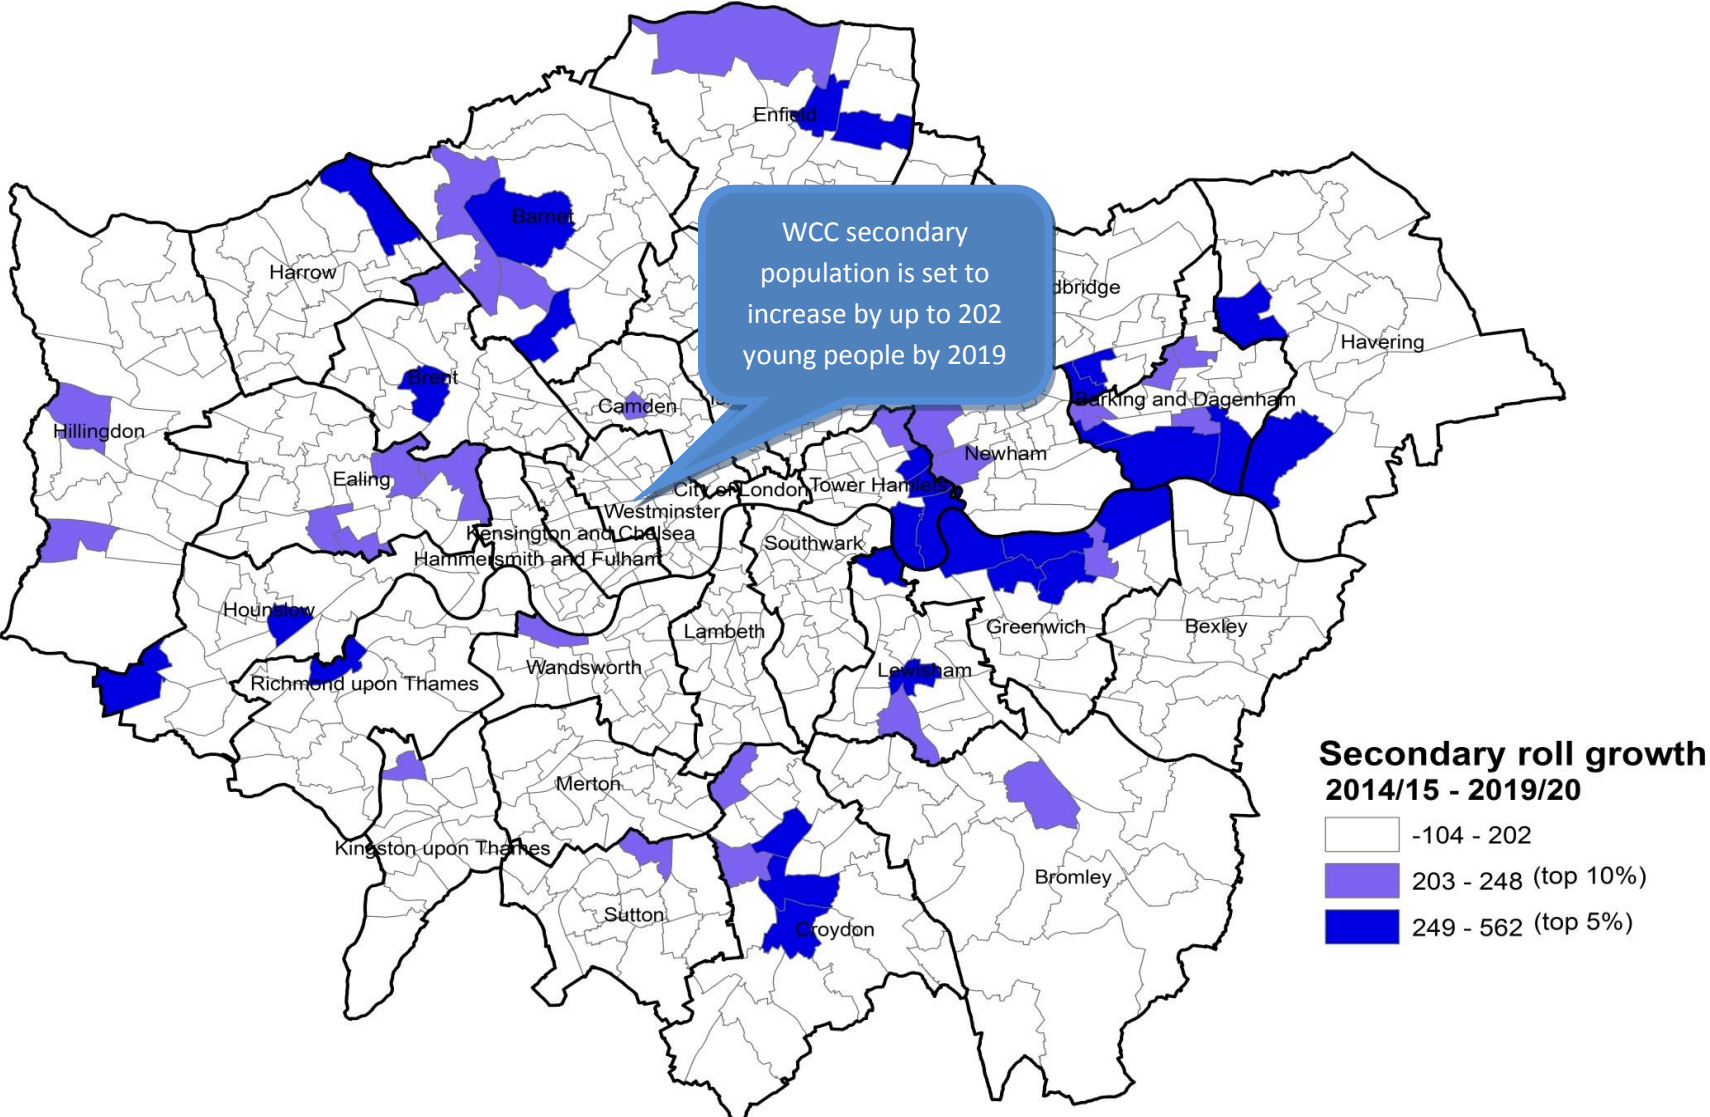 Enfield
Barnet
WCC secondary
population is set to
increase by up to 202
young people by 2019
Harrow
dbridge
Havering
Brent
Camden
Barking and Dagenham
Hillingdon
Newham
Ealing
City of London
Tower Hamlets
Westminster
Kensington and Chelsea
Southwark
Hammersmith and Fulham
Hounslow
Lambeth
Greenwich
Bexley
Wandsworth
Lewisham
Richmond upon Thames
Merton
Kingston upon Thames
Bromley
Sutton
Croydon
Secondary roll growth
2014/15 - 2019/20
-104 - 202
203 - 248 (top 10%)
249 - 562 (top 5%)